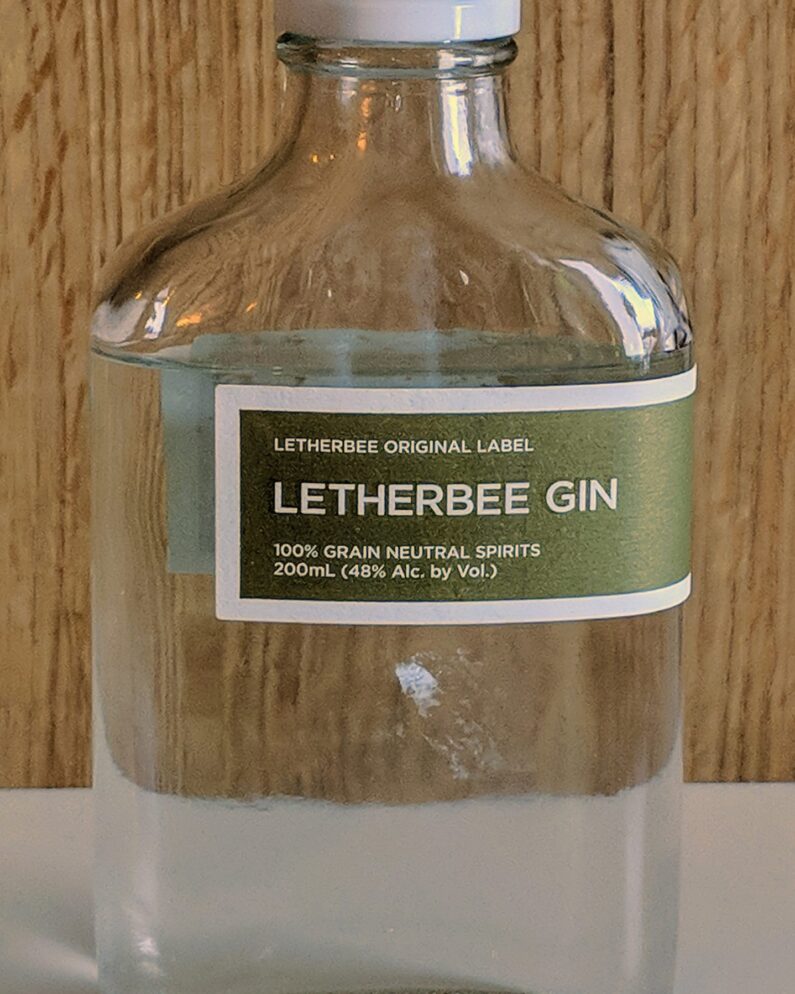 LETHERBEE ORIGINAL LABEL
LETHERBEE GIN
100% GRAIN NEUTRAL SPIRITS
200mL (48% Alc. by Vol.)